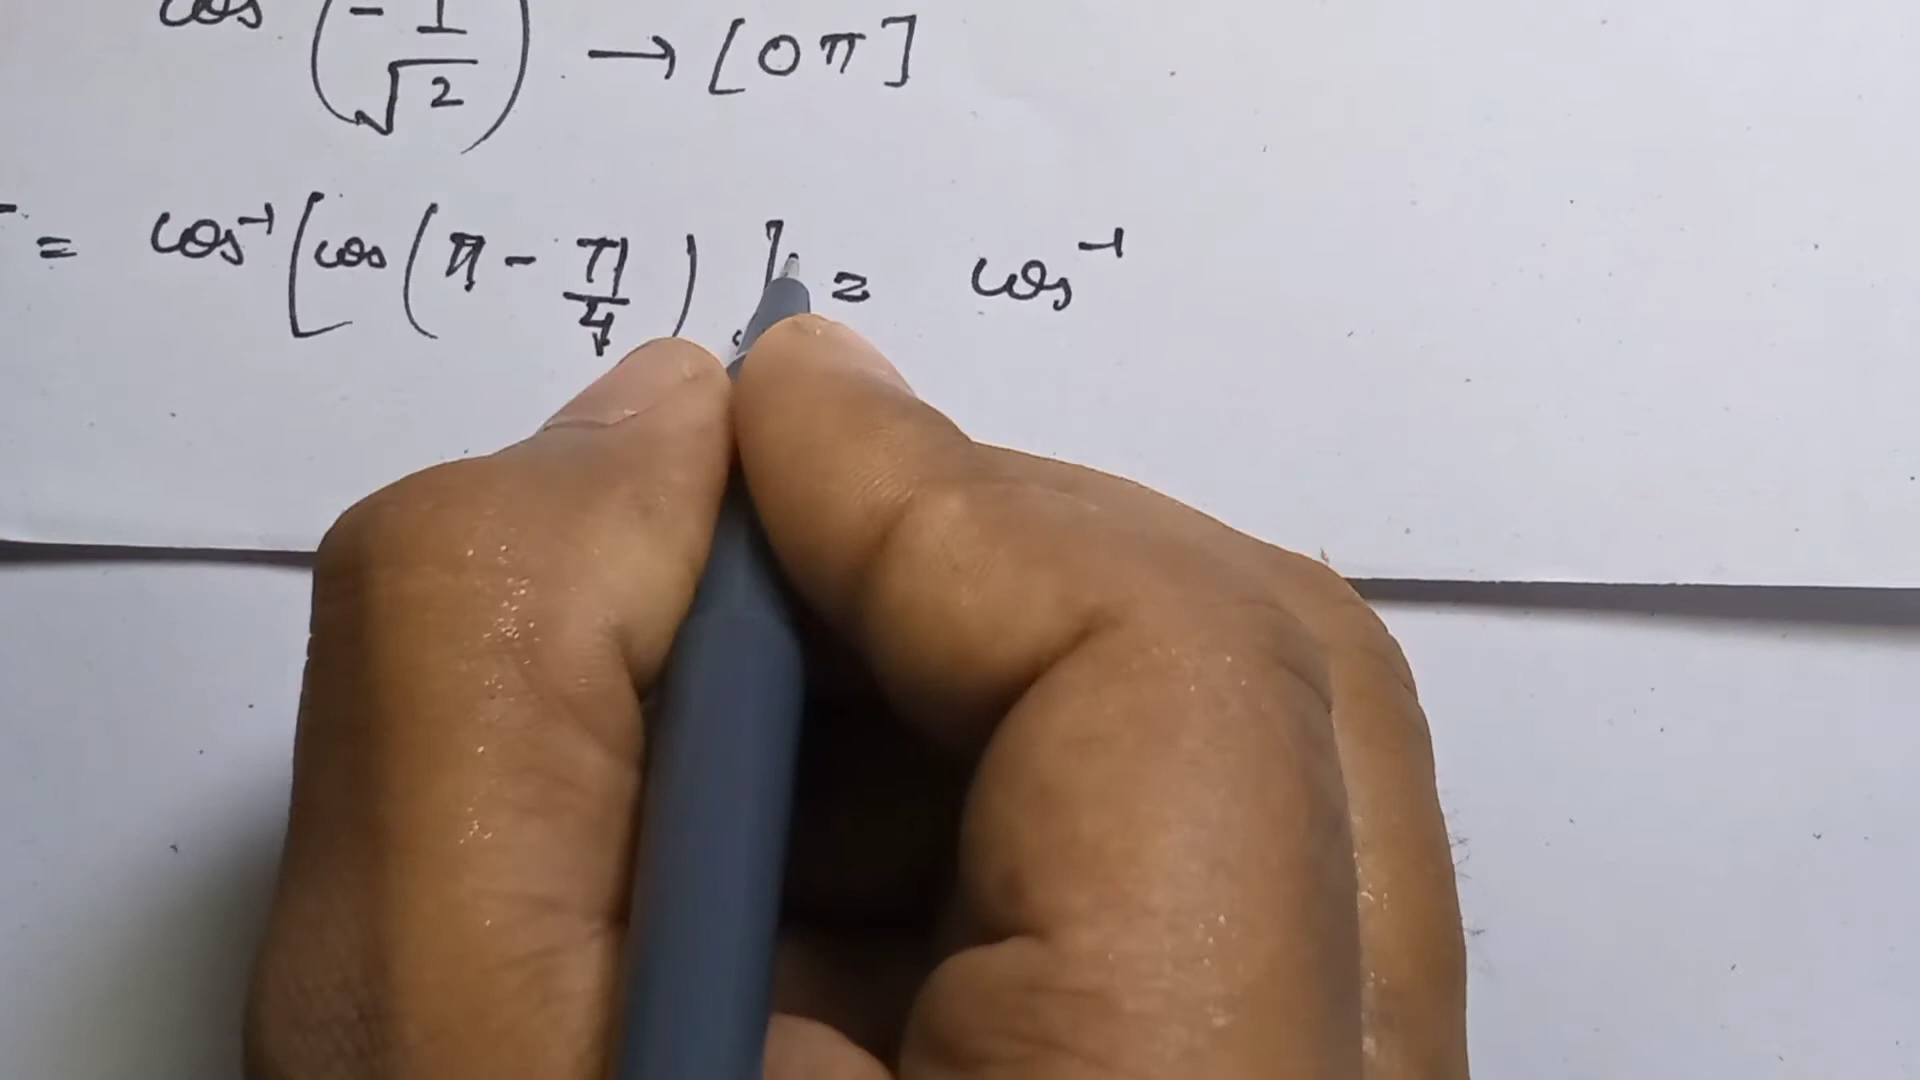 cos (-1/√2) → [0 π]
= cos⁻¹ [cos (π - π/4) ] = cos⁻¹